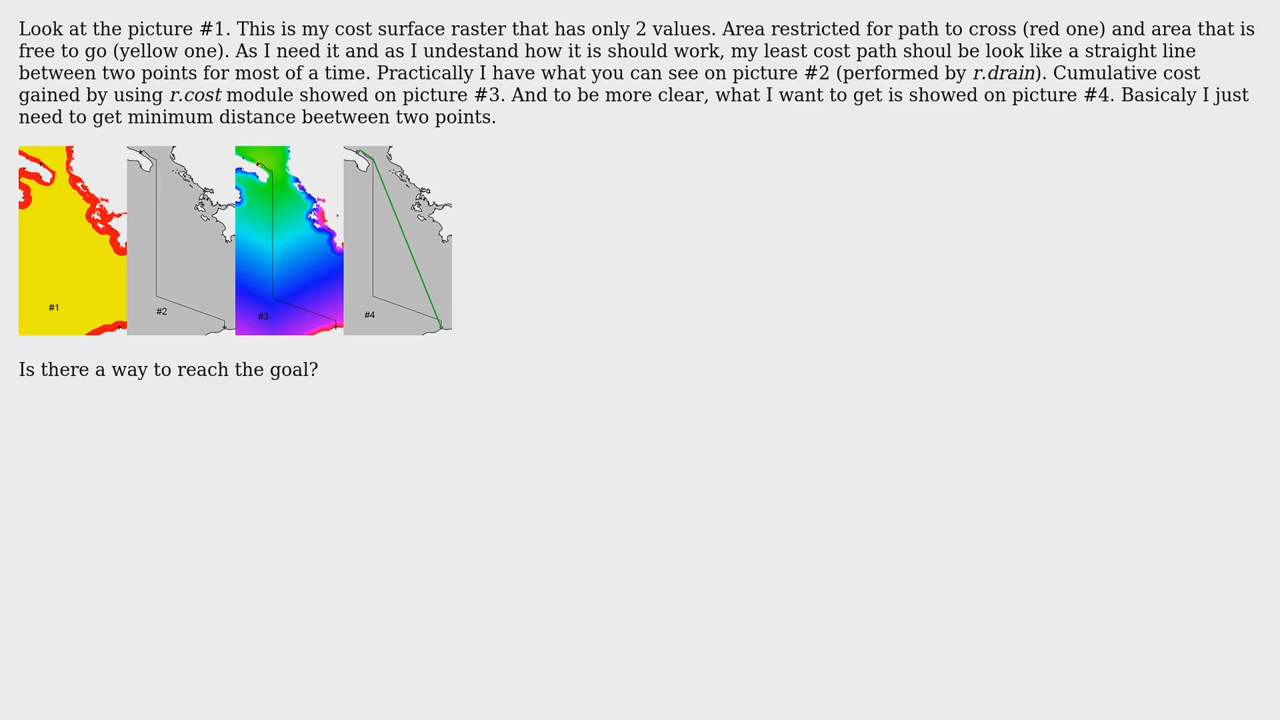 Look at the picture #1. This is my cost surface raster that has only 2 values. Area restricted for path to cross (red one) and area that is
free to go (yellow one). As I need it and as I undestand how it is should work, my least cost path shoul be look like a straight line
between two points for most of a time. Practically I have what you can see on picture #2 (performed by r.drain). Cumulative cost
gained by using r.cost module showed on picture #3. And to be more clear, what I want to get is showed on picture #4. Basicaly I just
need to get minimum distance beetween two points.
#1
#2
#3
#4
Is there a way to reach the goal?